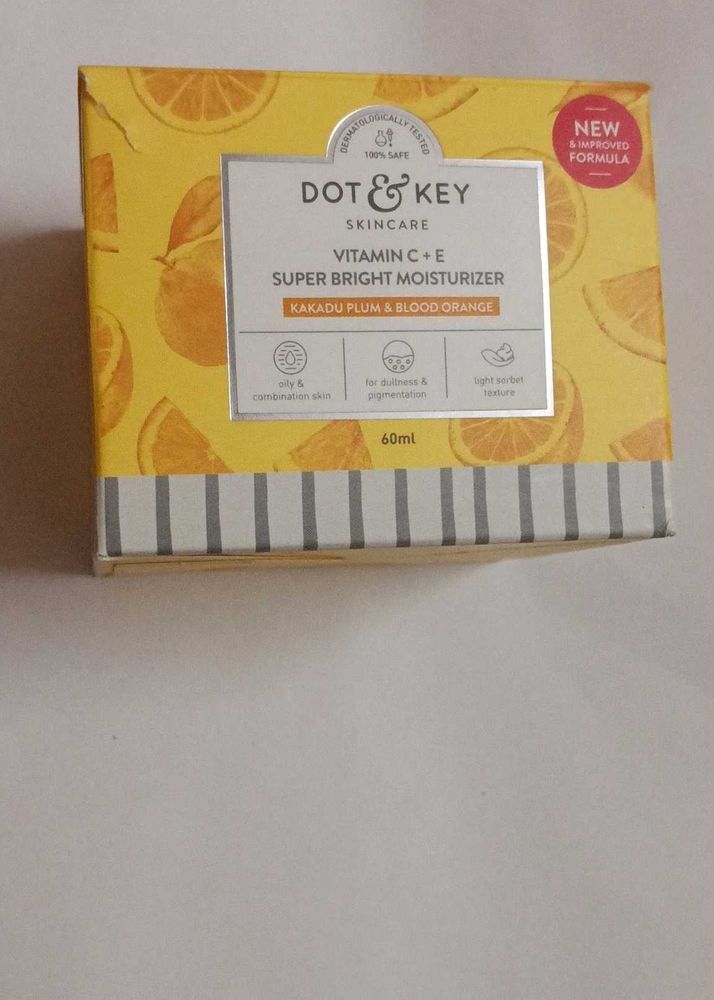 DERMATOLOGICALLY TESTED
100% SAFE
NEW
& IMPROVED
FORMULA
DOT & KEY
SKINCARE
VITAMIN C + E
SUPER BRIGHT MOISTURIZER
KAKADU PLUM & BLOOD ORANGE
oily &
combination skin
for dullness &
pigmentation
light sorbet
texture
60ml